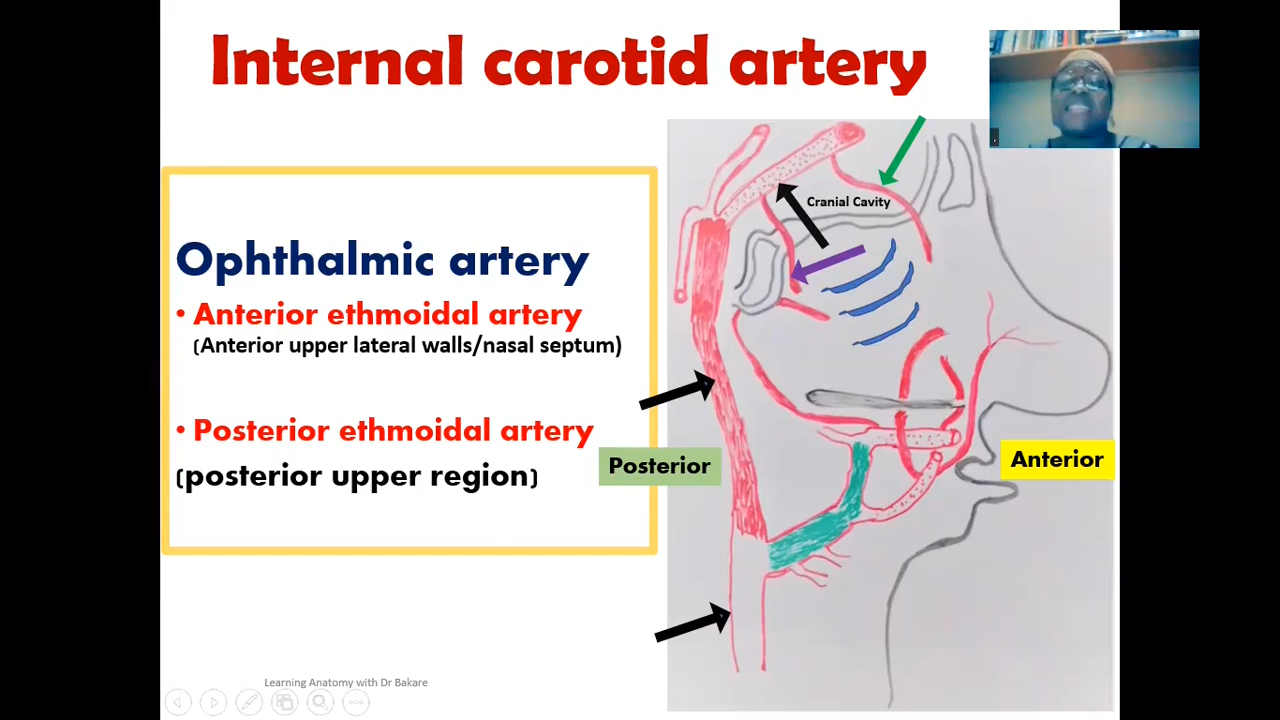 Internal carotid artery
Cranial Cavity
Ophthalmic artery
• Anterior ethmoidal artery
(Anterior upper lateral walls/nasal septum)
• Posterior ethmoidal artery
(posterior upper region)
Posterior
Anterior
Learning Anatomy with Dr Bakare